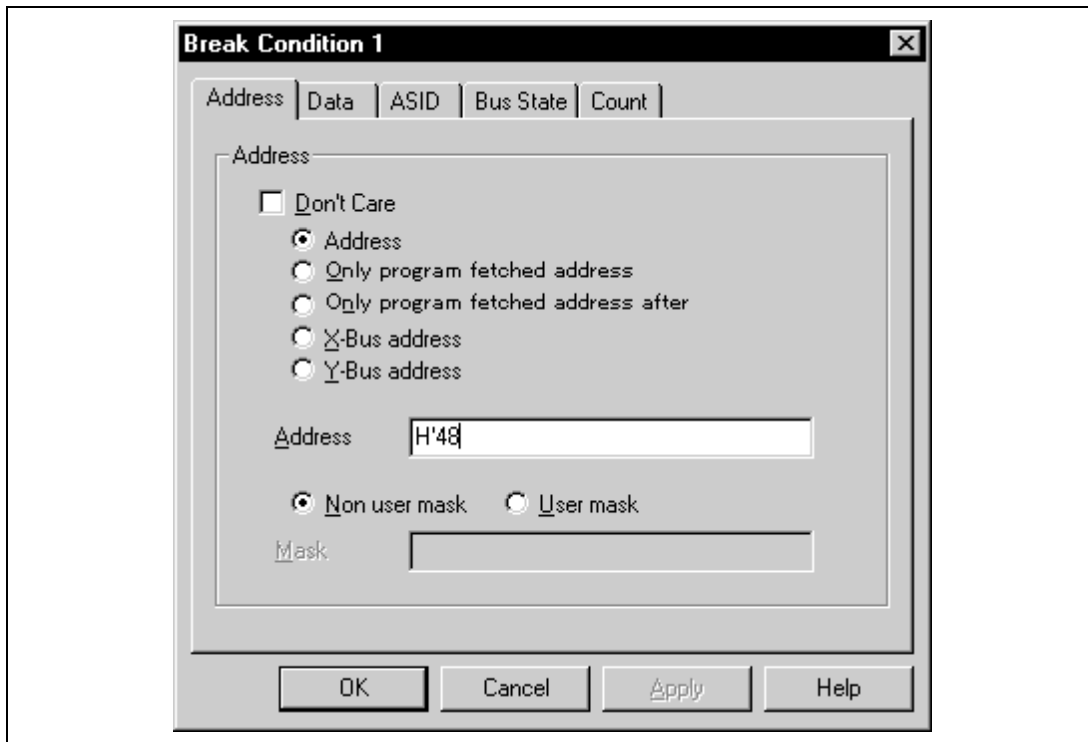 Break Condition 1
Address Data ASID Bus State Count
Address
Don't Care
Address
Only program fetched address
Only program fetched address after
X-Bus address
Y-Bus address
Address H'48
Non user mask User mask
Mask
OK Cancel Apply Help